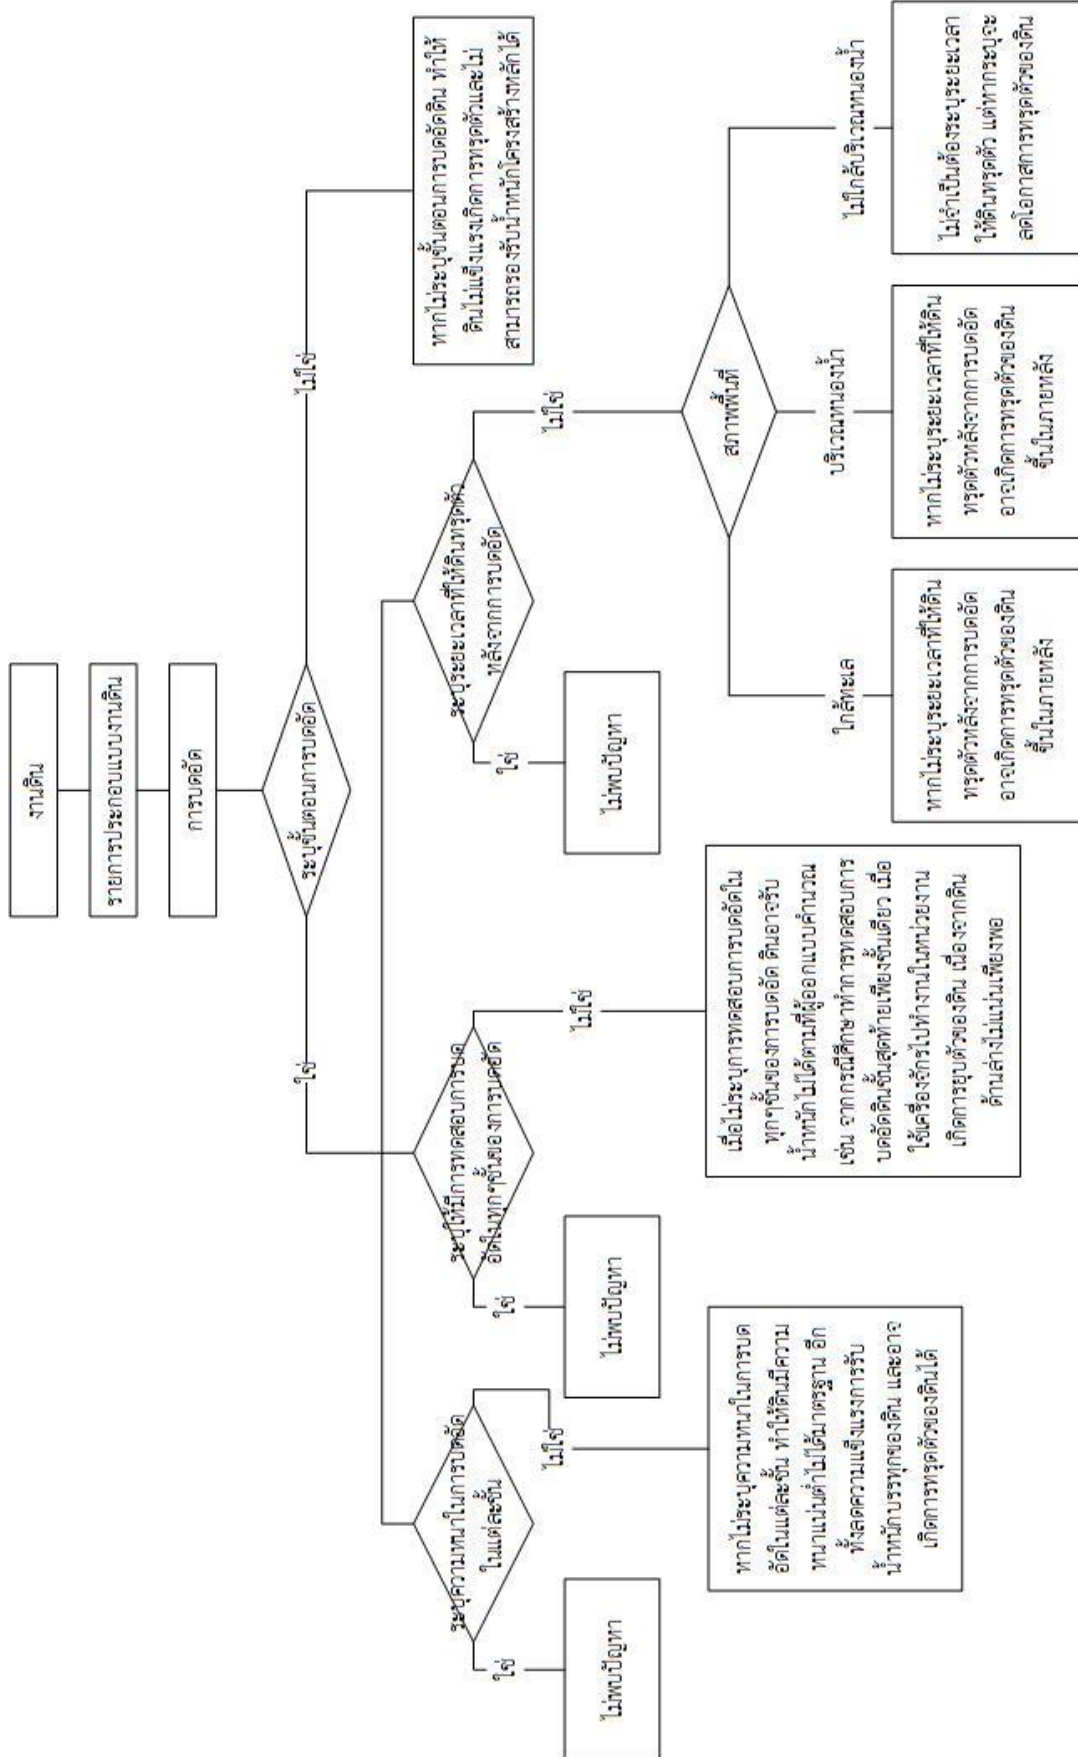 งานดิน
รายการประกอบแบบงานดิน
การบดอัด
ระบุขั้นตอนการบดอัด
ใช่
ไม่ใช่
หากไม่ระบุขั้นตอนการบดอัดดิน ทำให้
ดินไม่แข็งแรงเกิดการทรุดตัวและไม่
สามารถรองรับน้ำหนักโครงสร้างหลักได้
ระบุความหนาในการบดอัด
ในแต่ละชั้น
ใช่
ไม่ใช่
ไม่พบปัญหา
หากไม่ระบุความหนาในการบด
อัดในแต่ละชั้น ทำให้ดินมีความ
หนาแน่นต่ำไม่ได้มาตรฐาน อีก
ทั้งลดความแข็งแรงการรับ
น้ำหนักบรรทุกของดิน และอาจ
เกิดการทรุดตัวของดินได้
ระบุให้มีการทดสอบการบด
อัดในทุกๆชั้นของการบดอัด
ใช่
ไม่ใช่
ไม่พบปัญหา
เมื่อไม่ระบุการทดสอบการบดอัดใน
ทุกๆชั้นของการบดอัด ดินอาจรับ
น้ำหนักไม่ได้ตามที่ผู้ออกแบบคำนวณ
เช่น จากกรณีศึกษาทำการทดสอบการ
บดอัดดินชั้นสุดท้ายเพียงชั้นเดียว เมื่อ
ใช้เครื่องจักรไปทำงานในหน่วยงาน
เกิดการยุบตัวของดิน เนื่องจากดิน
ด้านล่างไม่แน่นเพียงพอ
ระบุระยะเวลาที่ให้ดินทรุดตัว
หลังจากการบดอัด
ใช่
ไม่ใช่
ไม่พบปัญหา
สภาพพื้นที่
ใกล้ทะเล
บริเวณหนองน้ำ
ไม่ใกล้บริเวณหนองน้ำ
หากไม่ระบุระยะเวลาที่ให้ดิน
ทรุดตัวหลังจากการบดอัด
อาจเกิดการทรุดตัวของดิน
ขึ้นในภายหลัง
หากไม่ระบุระยะเวลาที่ให้ดิน
ทรุดตัวหลังจากการบดอัด
อาจเกิดการทรุดตัวของดิน
ขึ้นในภายหลัง
ไม่จำเป็นต้องระบุระยะเวลา
ให้ดินทรุดตัว แต่หากระบุจะ
ลดโอกาสการทรุดตัวของดิน